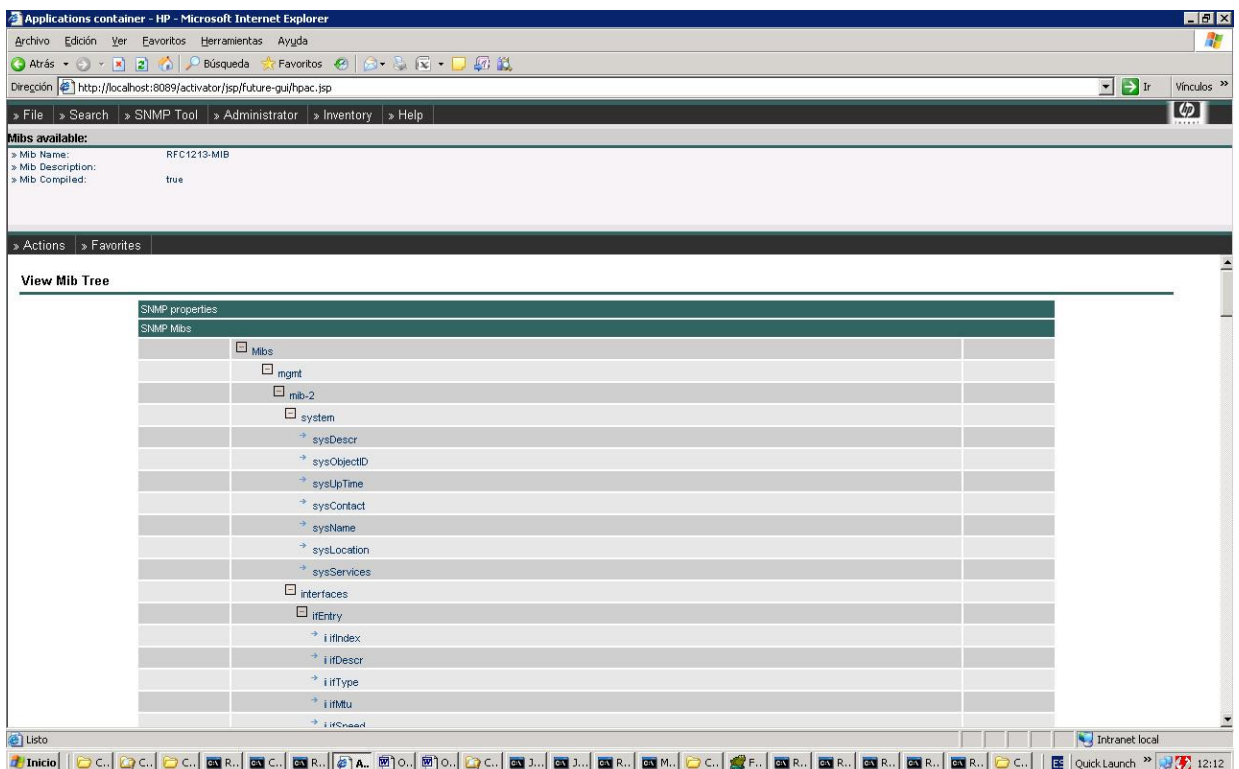 Applications container - HP - Microsoft Internet Explorer
Archivo Edición Ver Favoritos Herramientas Ayuda
Atrás Búsqueda Favoritos
Dirección http://localhost:8089/activator/jsp/future-gui/hpac.jsp Ir Vínculos »
» File » Search » SNMP Tool » Administrator » Inventory » Help
hp
Mibs available:
» Mib Name: RFC1213-MIB
» Mib Description:
» Mib Compiled: true
» Actions » Favorites
View Mib Tree
SNMP properties
SNMP Mibs
Mibs
mgmt
mib-2
system
sysDescr
sysObjectID
sysUpTime
sysContact
sysName
sysLocation
sysServices
interfaces
ifEntry
i ifIndex
i ifDescr
i ifType
i ifMtu
i ifSpeed
Listo Intranet local
Inicio C.. C.. C.. R.. C.. R.. A.. O.. O.. C.. J... J... R.. M.. C.. F.. R.. R.. R.. R.. R.. C.. ES Quick Launch » 12:12